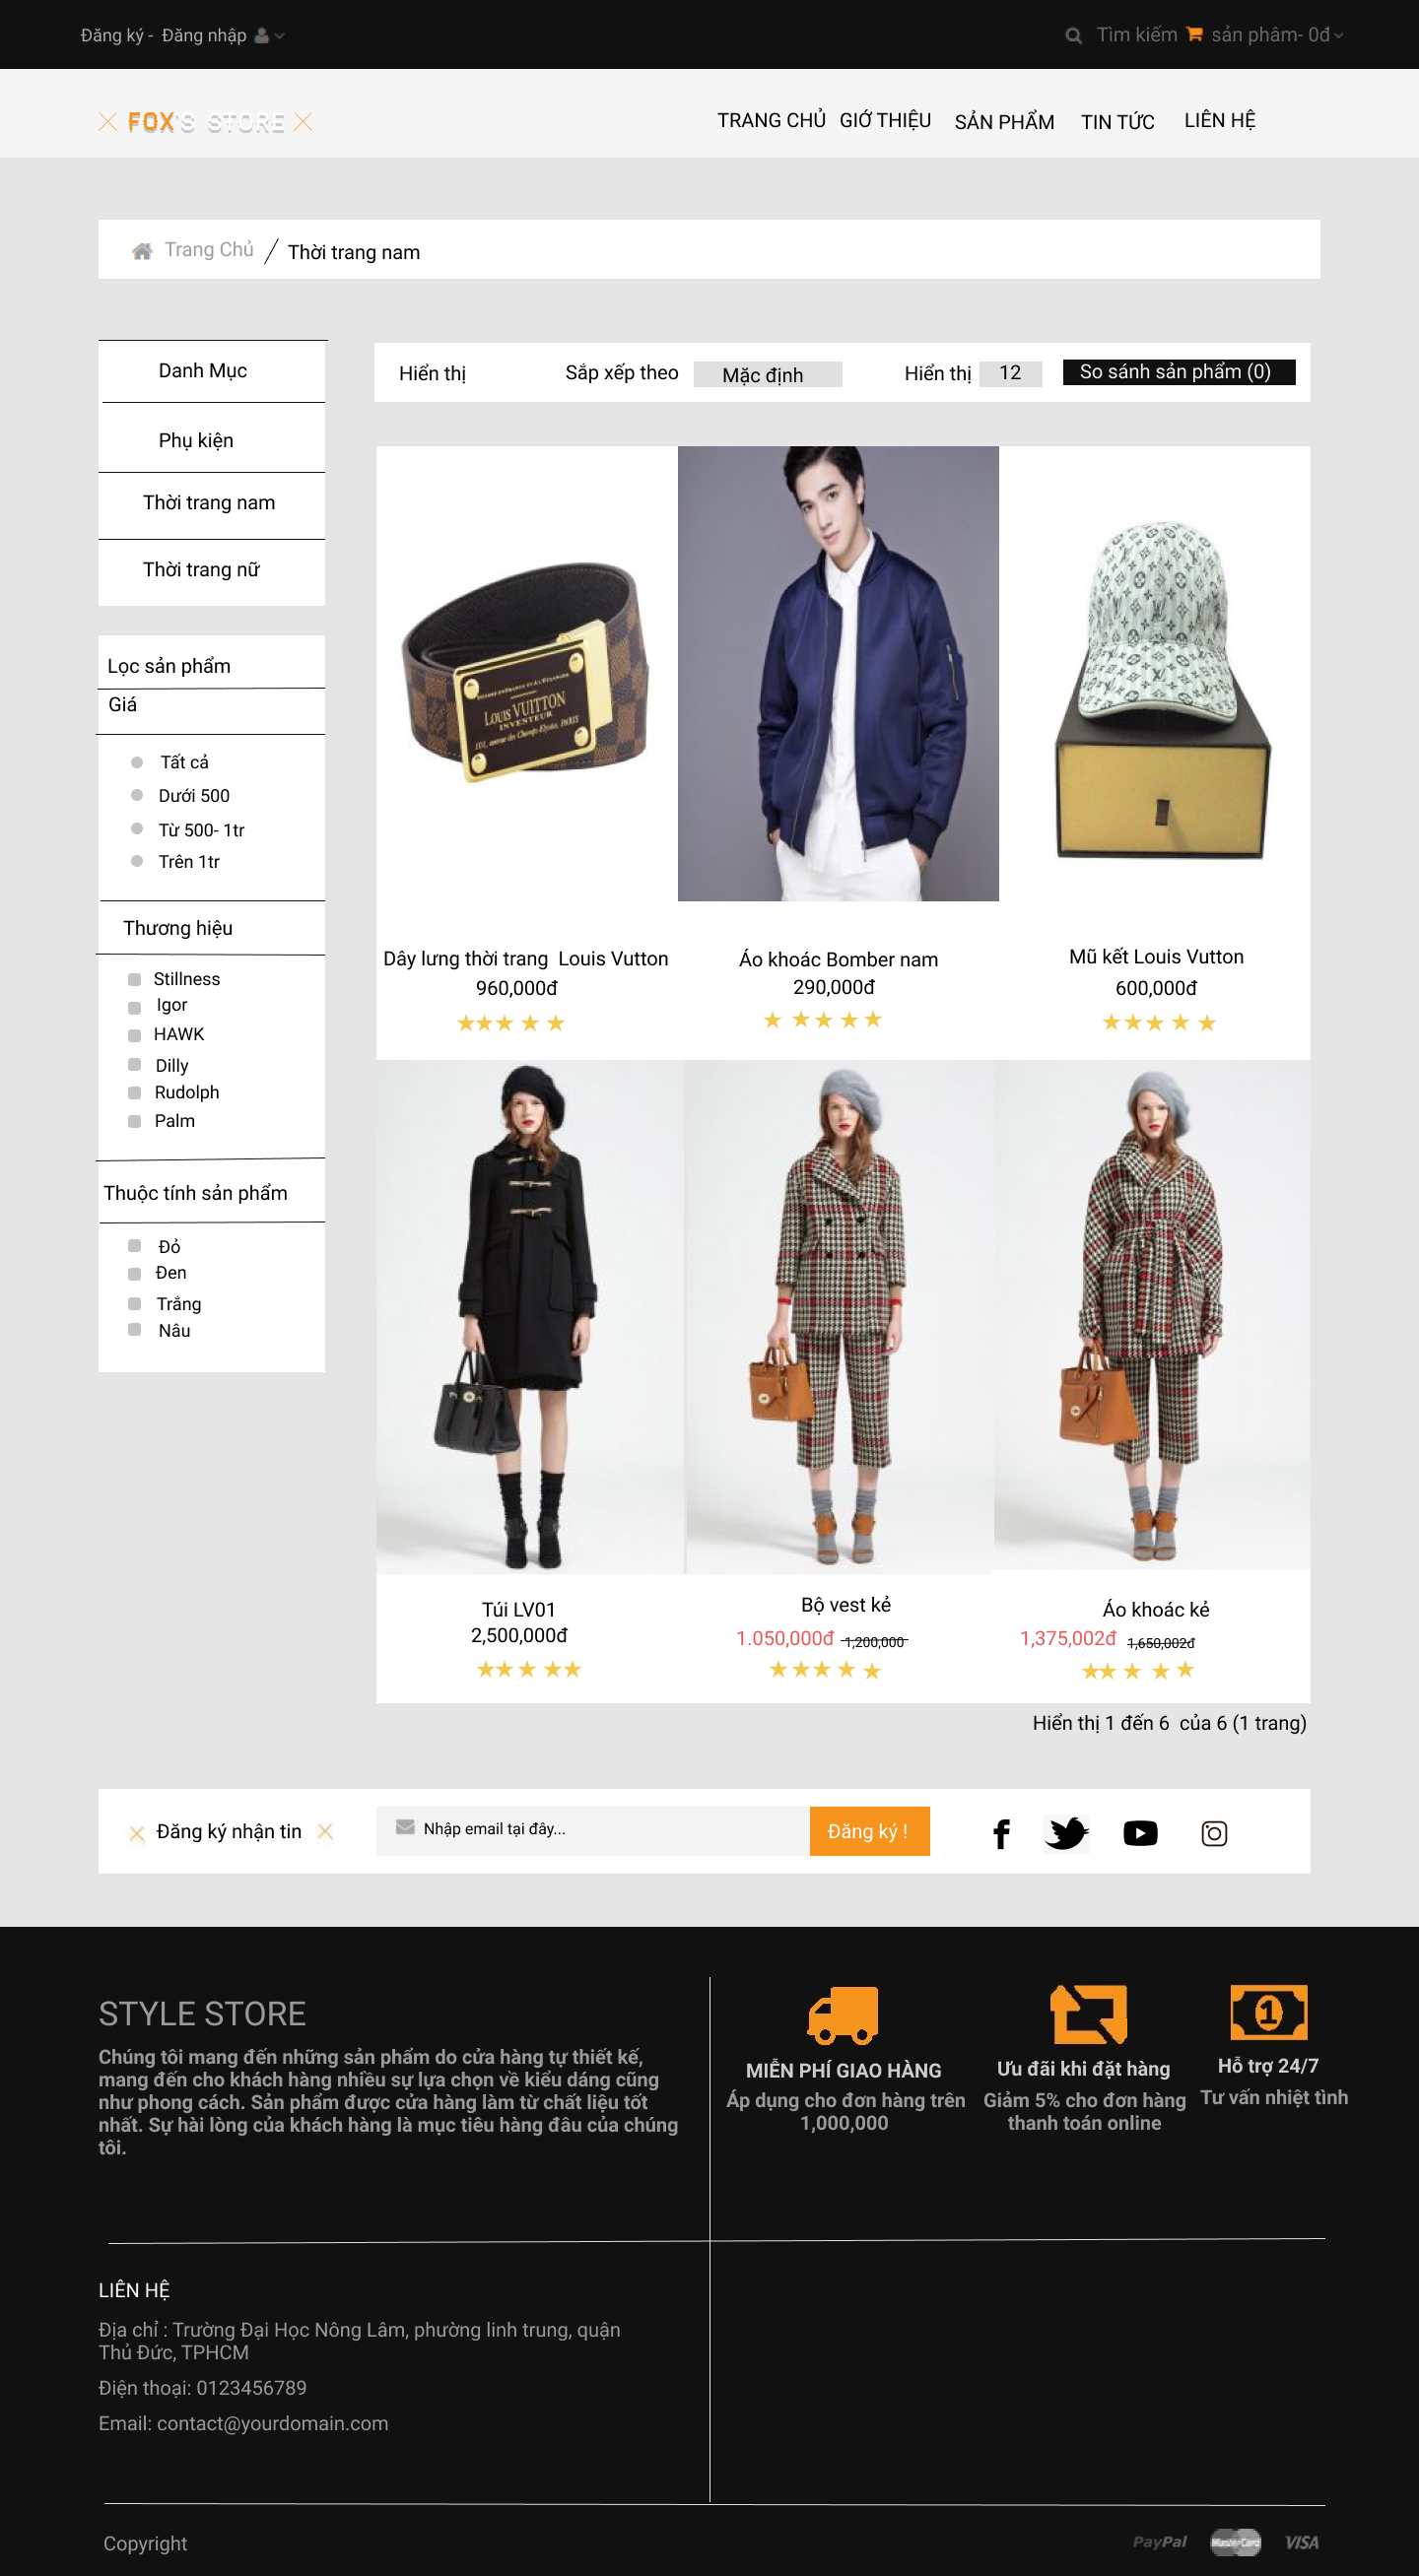 Đăng ký - Đăng nhập
Tìm kiếm sản phâm- 0đ
FOX'S STORE
TRANG CHỦ GIỚ THIỆU SẢN PHẨM TIN TỨC LIÊN HỆ
Trang Chủ / Thời trang nam
Danh Mục
Phụ kiện
Thời trang nam
Thời trang nữ
Lọc sản phẩm
Giá
Tất cả
Dưới 500
Từ 500- 1tr
Trên 1tr
Thương hiệu
Stillness
Igor
HAWK
Dilly
Rudolph
Palm
Thuộc tính sản phẩm
Đỏ
Đen
Trắng
Nâu
Hiển thị Sắp xếp theo Mặc định Hiển thị 12 So sánh sản phẩm (0)
LOUIS VUITTON
INVENTEUR
101, avenue des Champs-Elysées, PARIS
Dây lưng thời trang Louis Vutton
960,000đ
Áo khoác Bomber nam
290,000đ
Mũ kết Louis Vutton
600,000đ
Túi LV01
2,500,000đ
Bộ vest kẻ
1.050,000đ 1,200,000
Áo khoác kẻ
1,375,002đ 1,650,002đ
Hiển thị 1 đến 6 của 6 (1 trang)
Đăng ký nhận tin
Nhập email tại đây...
Đăng ký !
STYLE STORE
Chúng tôi mang đến những sản phẩm do cửa hàng tự thiết kế,
mang đến cho khách hàng nhiều sự lựa chọn về kiểu dáng cũng
như phong cách. Sản phẩm được cửa hàng làm từ chất liệu tốt
nhất. Sự hài lòng của khách hàng là mục tiêu hàng đâu của chúng
tôi.
MIỄN PHÍ GIAO HÀNG
Áp dụng cho đơn hàng trên
1,000,000
Ưu đãi khi đặt hàng
Giảm 5% cho đơn hàng
thanh toán online
1
Hỗ trợ 24/7
Tư vấn nhiệt tình
LIÊN HỆ
Địa chỉ : Trường Đại Học Nông Lâm, phường linh trung, quận
Thủ Đức, TPHCM
Điện thoại: 0123456789
Email: contact@yourdomain.com
Copyright
PayPal MasterCard VISA